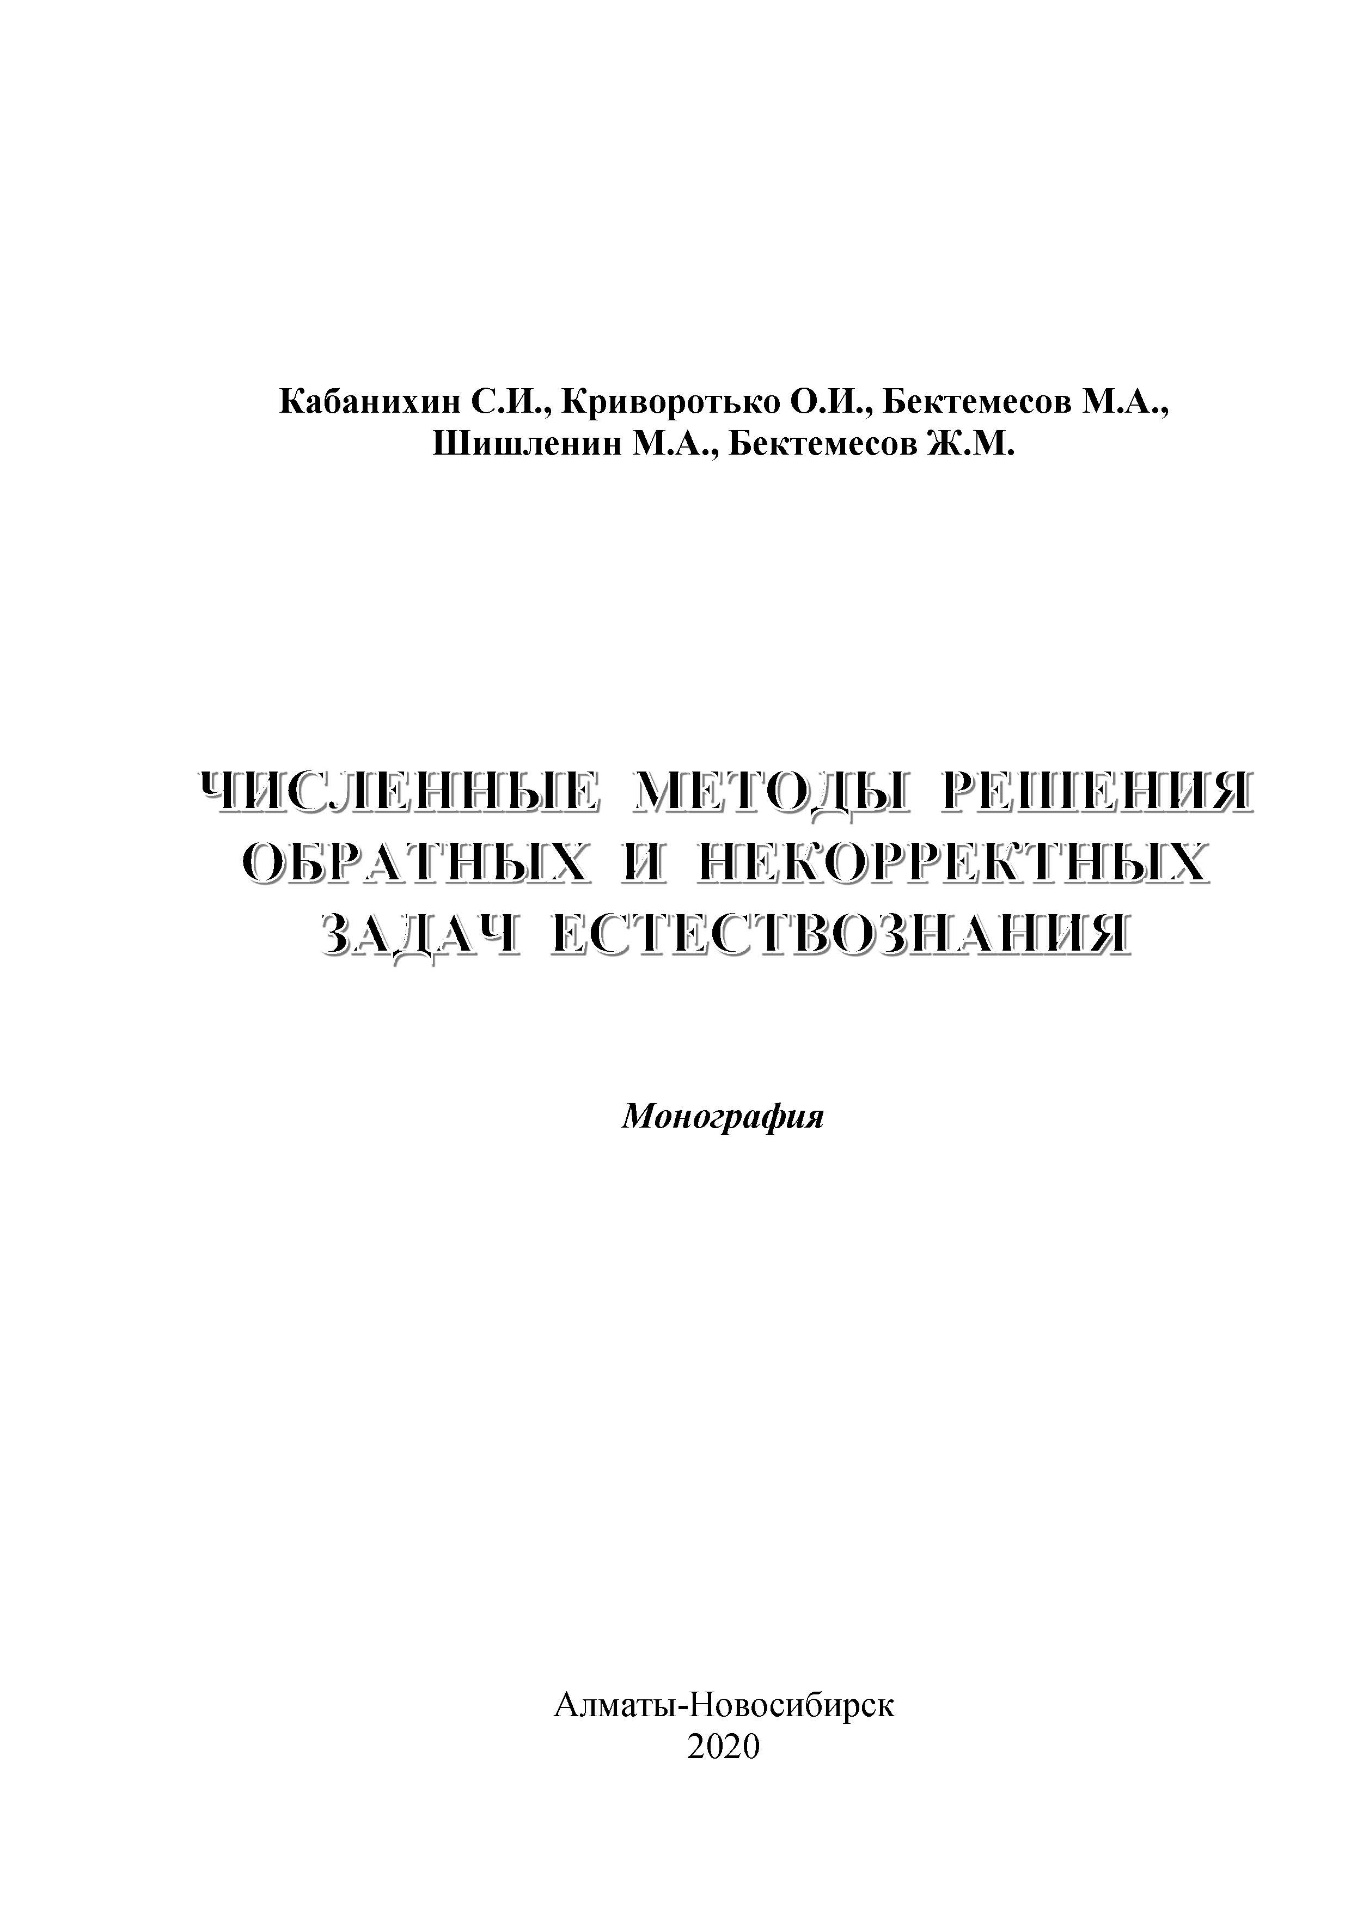 Кабанихин С.И., Криворотько О.И., Бектемесов М.А.,
Шишленин М.А., Бектемесов Ж.М.
ЧИСЛЕННЫЕ МЕТОДЫ РЕШЕНИЯ
ОБРАТНЫХ И НЕКОРРЕКТНЫХ
ЗАДАЧ ЕСТЕСТВОЗНАНИЯ
Монография
Алматы-Новосибирск
2020